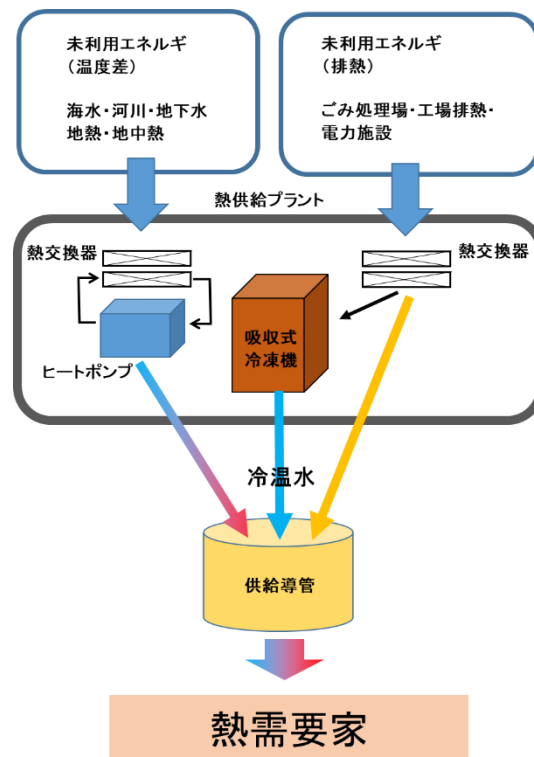 未利用エネルギ
(温度差)
海水・河川・地下水
地熱・地中熱
未利用エネルギ
(排熱)
ごみ処理場・工場排熱・
電力施設
熱供給プラント
熱交換器
熱交換器
吸収式
冷凍機
ヒートポンプ
冷温水
供給導管
熱需要家